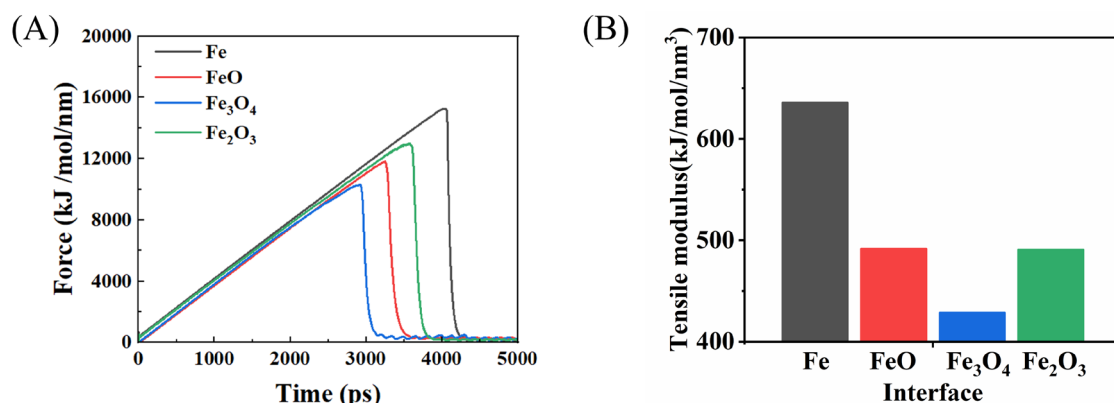 (A)
20000
16000
12000
8000
4000
0
Force (kJ /mol/nm)
Fe
FeO
Fe₃O₄
Fe₂O₃
0 1000 2000 3000 4000 5000
Time (ps)
(B)
700
600
500
400
Tensile modulus(kJ/mol/nm³)
Fe FeO Fe₃O₄ Fe₂O₃
Interface